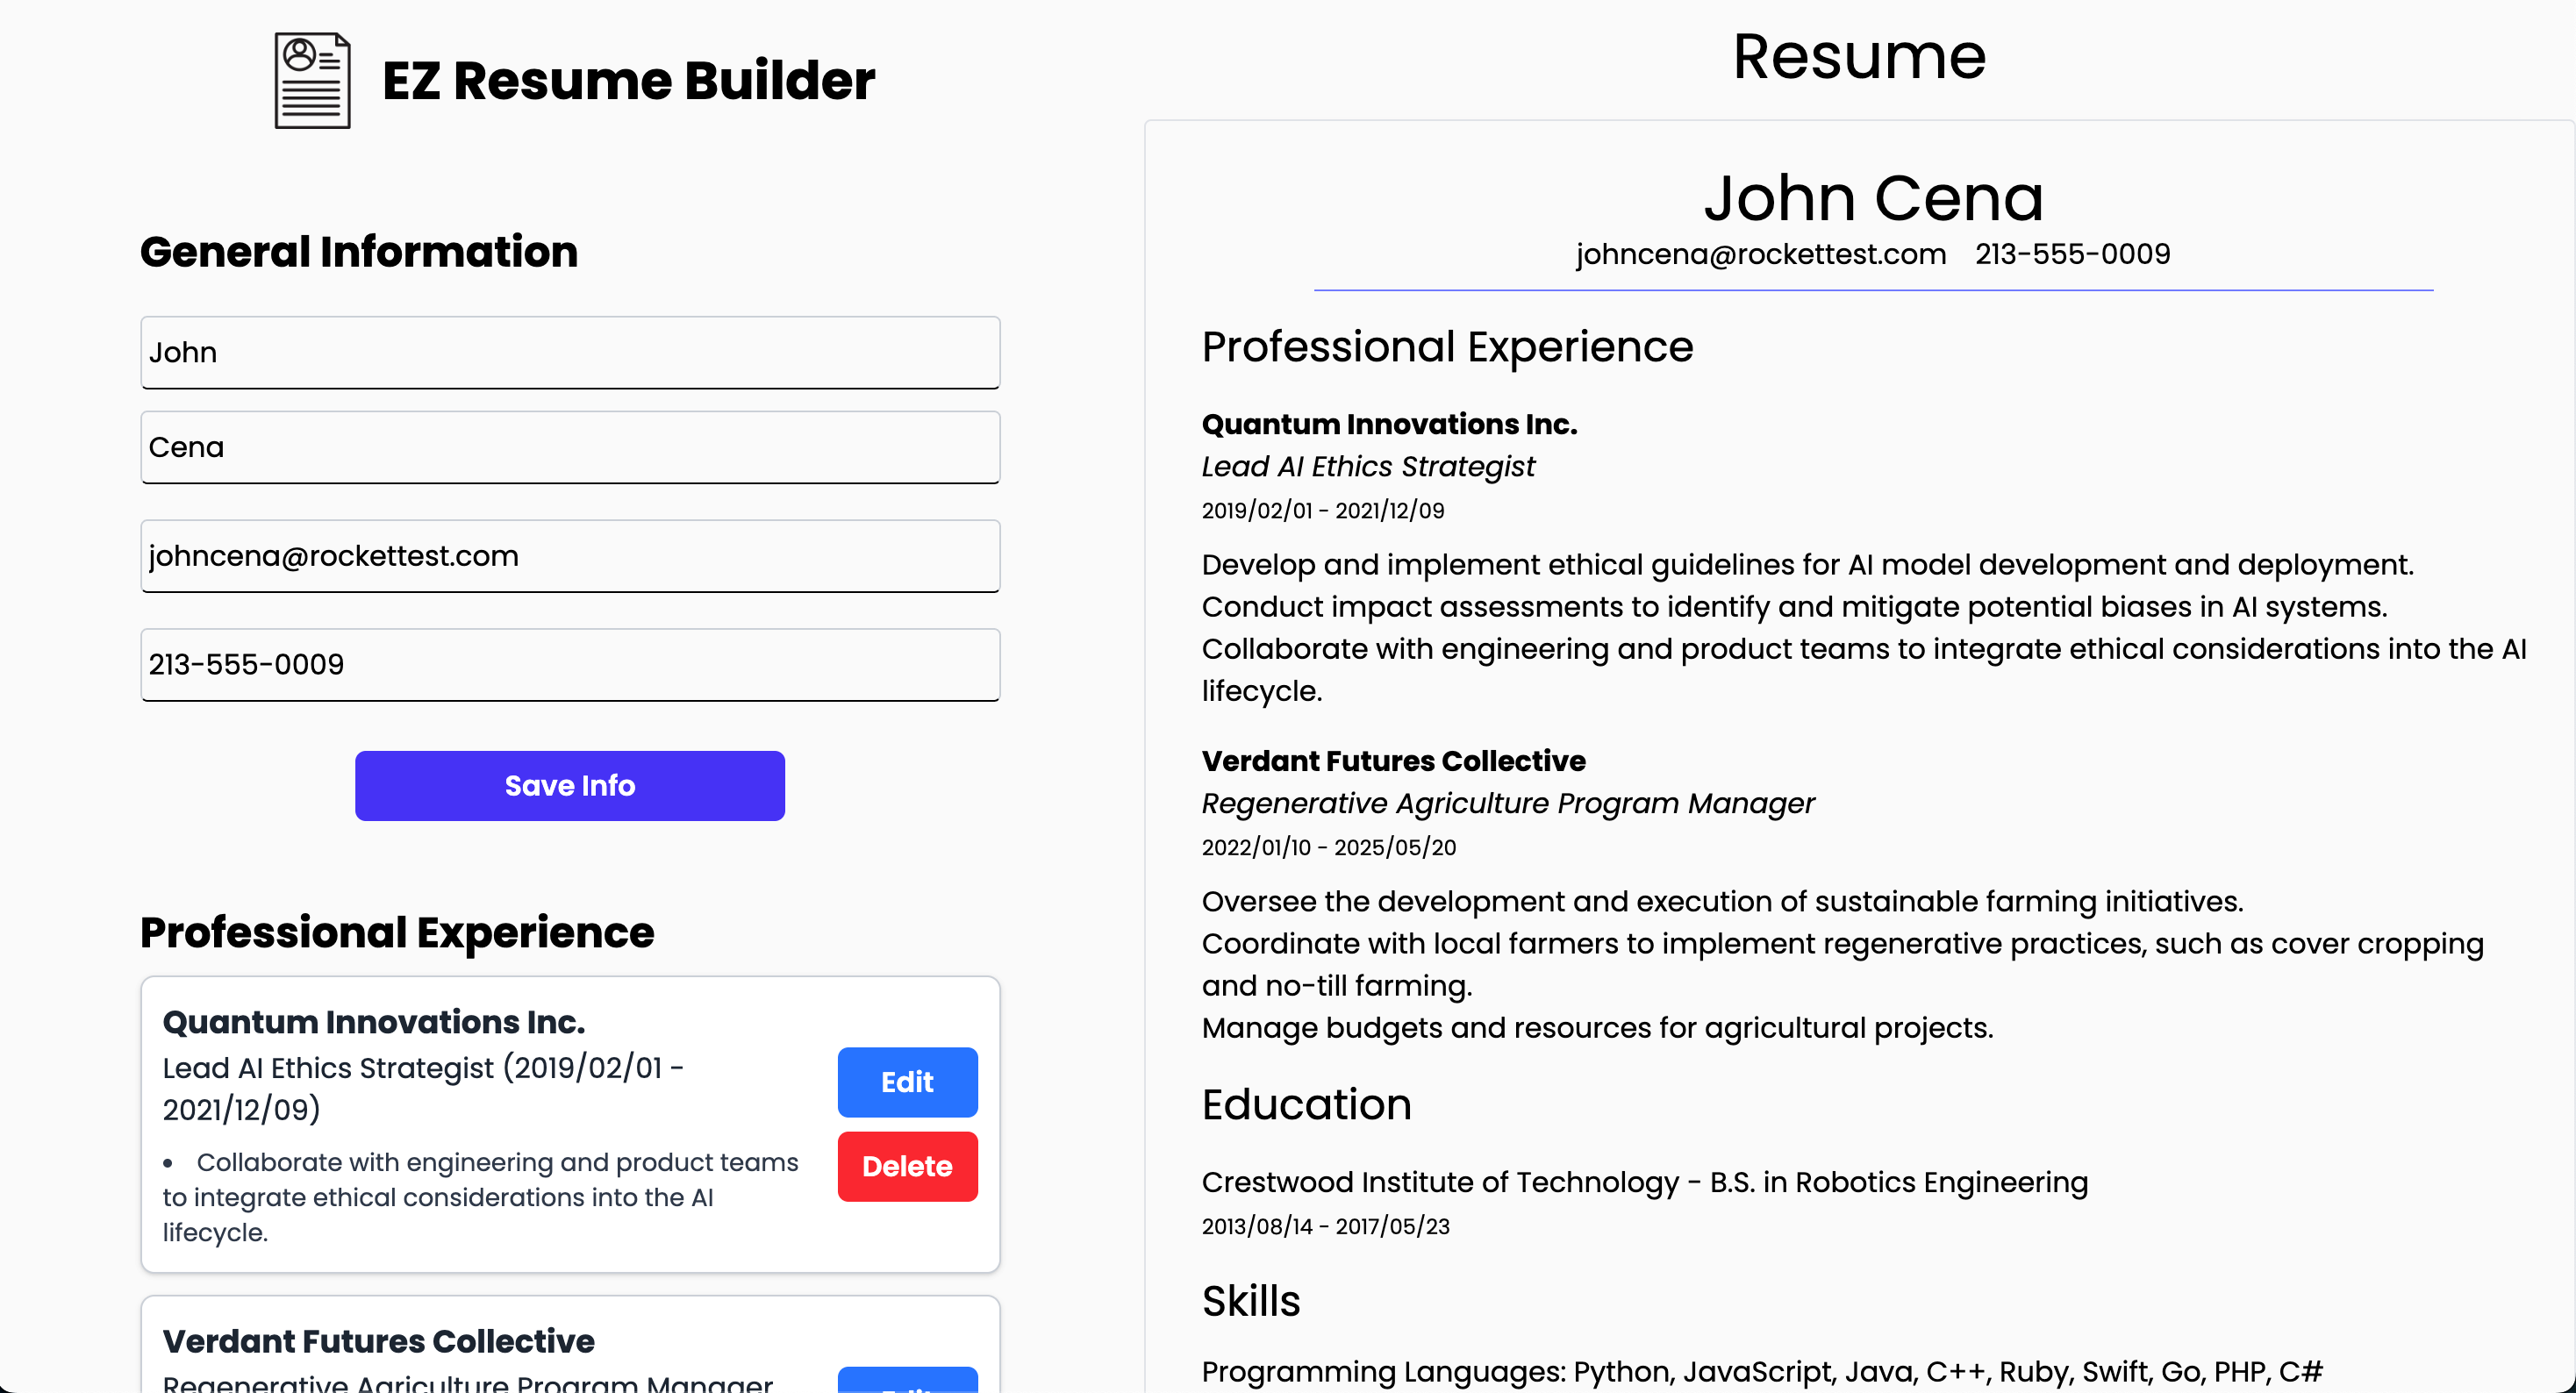 EZ Resume Builder
General Information
John
Cena
johncena@rockettest.com
213-555-0009
Save Info
Professional Experience
Quantum Innovations Inc.
Lead AI Ethics Strategist (2019/02/01 -
2021/12/09)
• Collaborate with engineering and product teams
to integrate ethical considerations into the AI
lifecycle.
Edit
Delete
Verdant Futures Collective
Regenerative Agriculture Program Manager
Edit
Resume
John Cena
johncena@rockettest.com 213-555-0009
Professional Experience
Quantum Innovations Inc.
Lead AI Ethics Strategist
2019/02/01 - 2021/12/09
Develop and implement ethical guidelines for AI model development and deployment.
Conduct impact assessments to identify and mitigate potential biases in AI systems.
Collaborate with engineering and product teams to integrate ethical considerations into the AI
lifecycle.
Verdant Futures Collective
Regenerative Agriculture Program Manager
2022/01/10 - 2025/05/20
Oversee the development and execution of sustainable farming initiatives.
Coordinate with local farmers to implement regenerative practices, such as cover cropping
and no-till farming.
Manage budgets and resources for agricultural projects.
Education
Crestwood Institute of Technology - B.S. in Robotics Engineering
2013/08/14 - 2017/05/23
Skills
Programming Languages: Python, JavaScript, Java, C++, Ruby, Swift, Go, PHP, C#